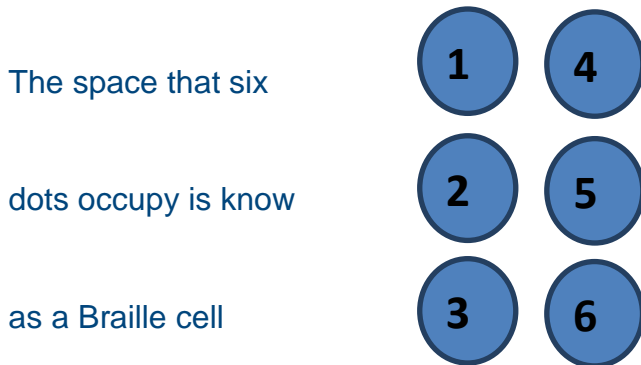 The space that six 1 4
dots occupy is know 2 5
as a Braille cell 3 6